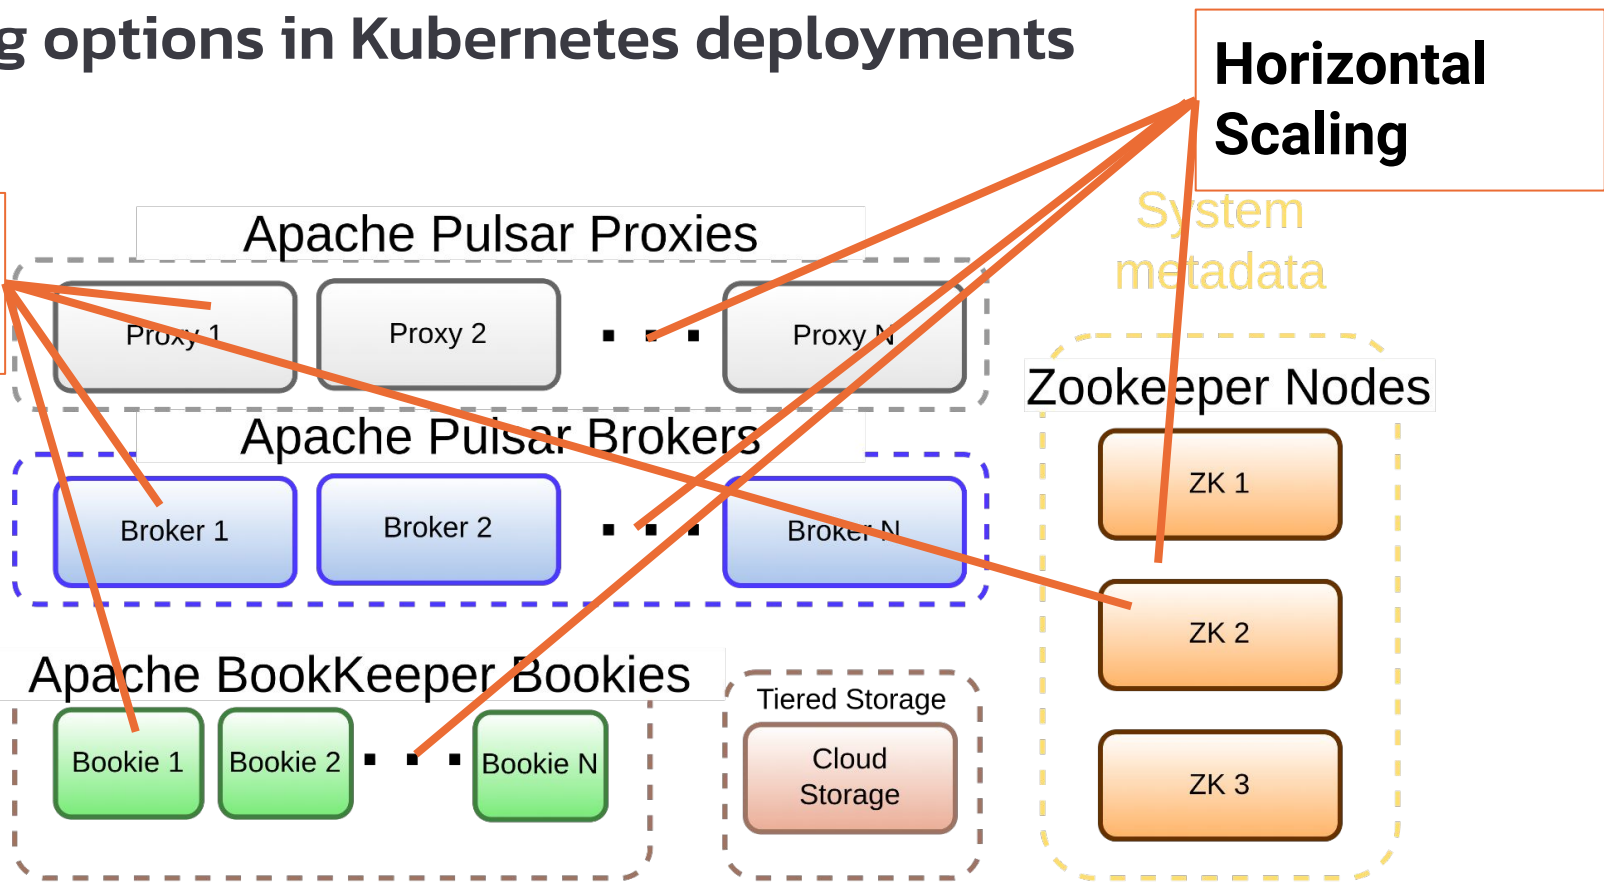 g options in Kubernetes deployments
Horizontal
Scaling
System
metadata
Apache Pulsar Proxies
Proxy 1
Proxy 2
Proxy N
Zookeeper Nodes
Apache Pulsar Brokers
Broker 1
Broker 2
Broker N
ZK 1
ZK 2
ZK 3
Apache BookKeeper Bookies
Bookie 1
Bookie 2
Bookie N
Tiered Storage
Cloud
Storage